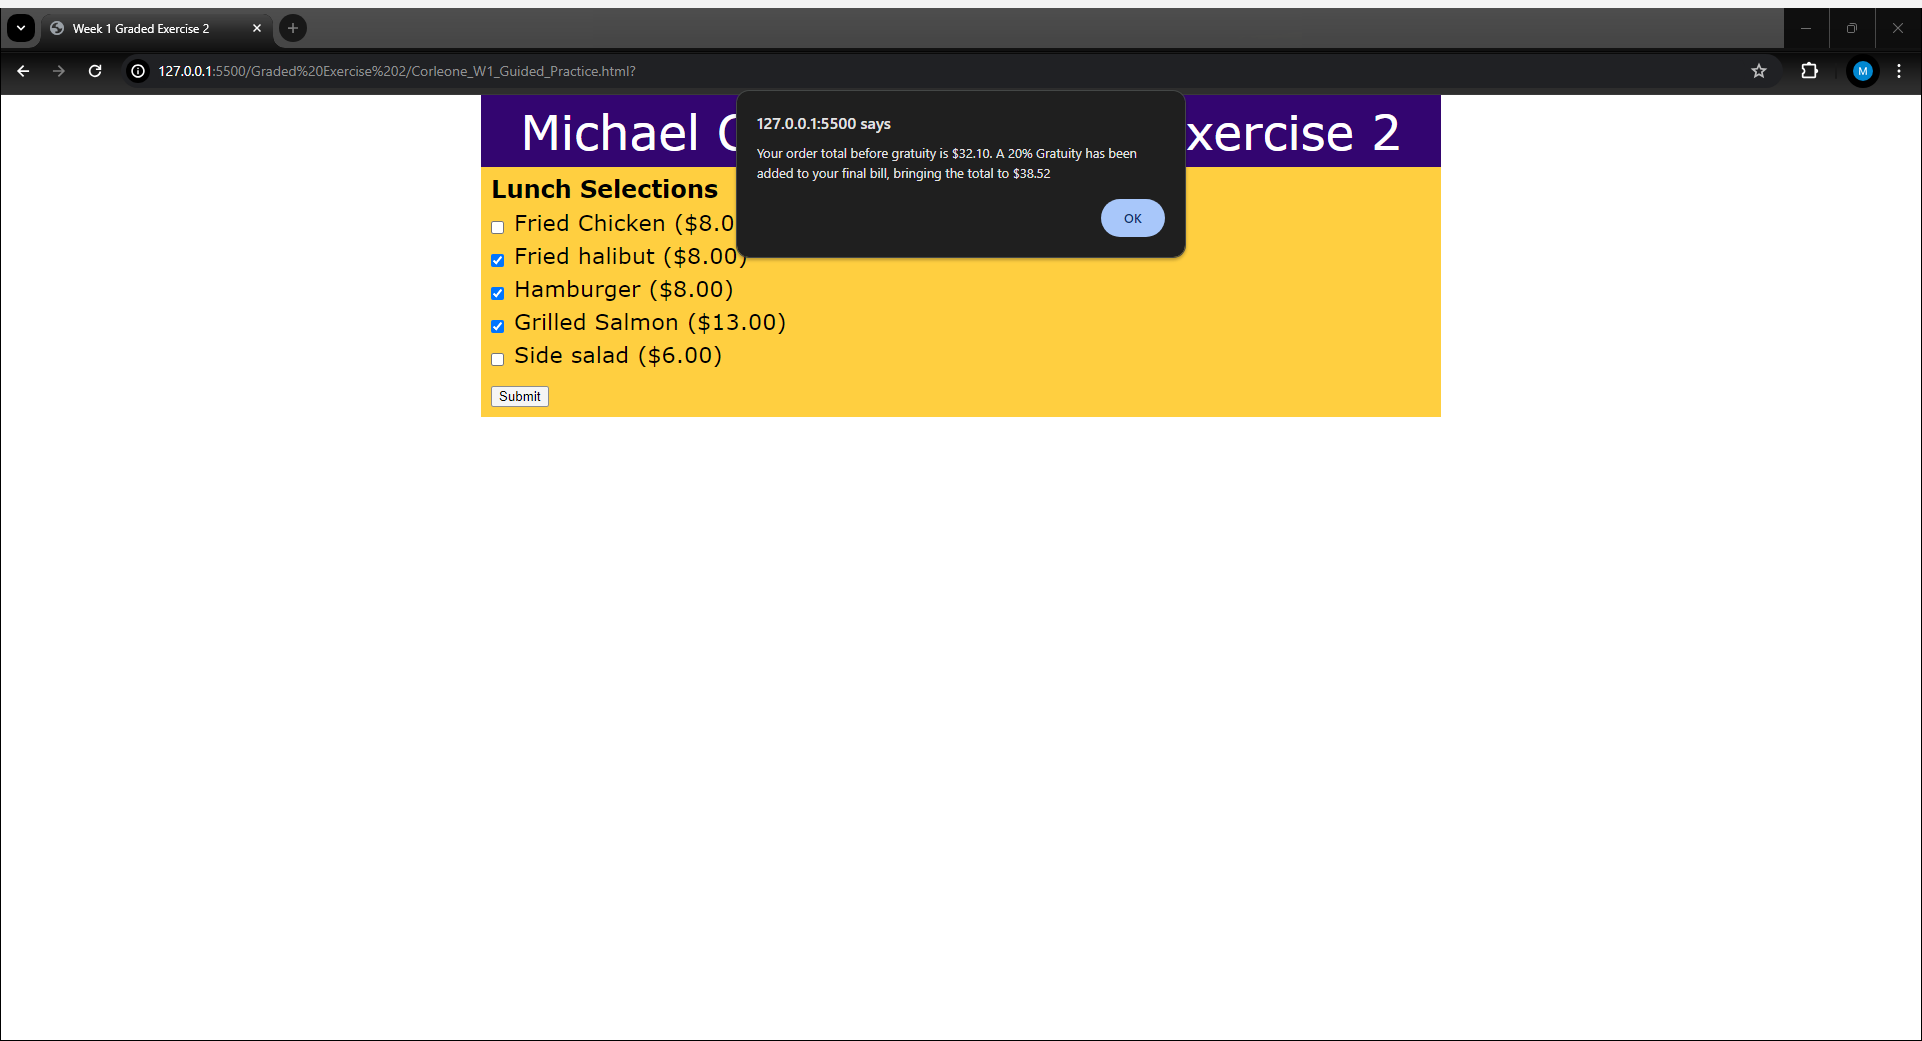 Week 1 Graded Exercise 2
127.0.0.1:5500/Graded%20Exercise%202/Corleone_W1_Guided_Practice.html?
M
Michael xercise 2
127.0.0.1:5500 says
Your order total before gratuity is $32.10. A 20% Gratuity has been
added to your final bill, bringing the total to $38.52
OK
Lunch Selections
Fried Chicken ($8.0
Fried halibut ($8.00)
Hamburger ($8.00)
Grilled Salmon ($13.00)
Side salad ($6.00)
Submit